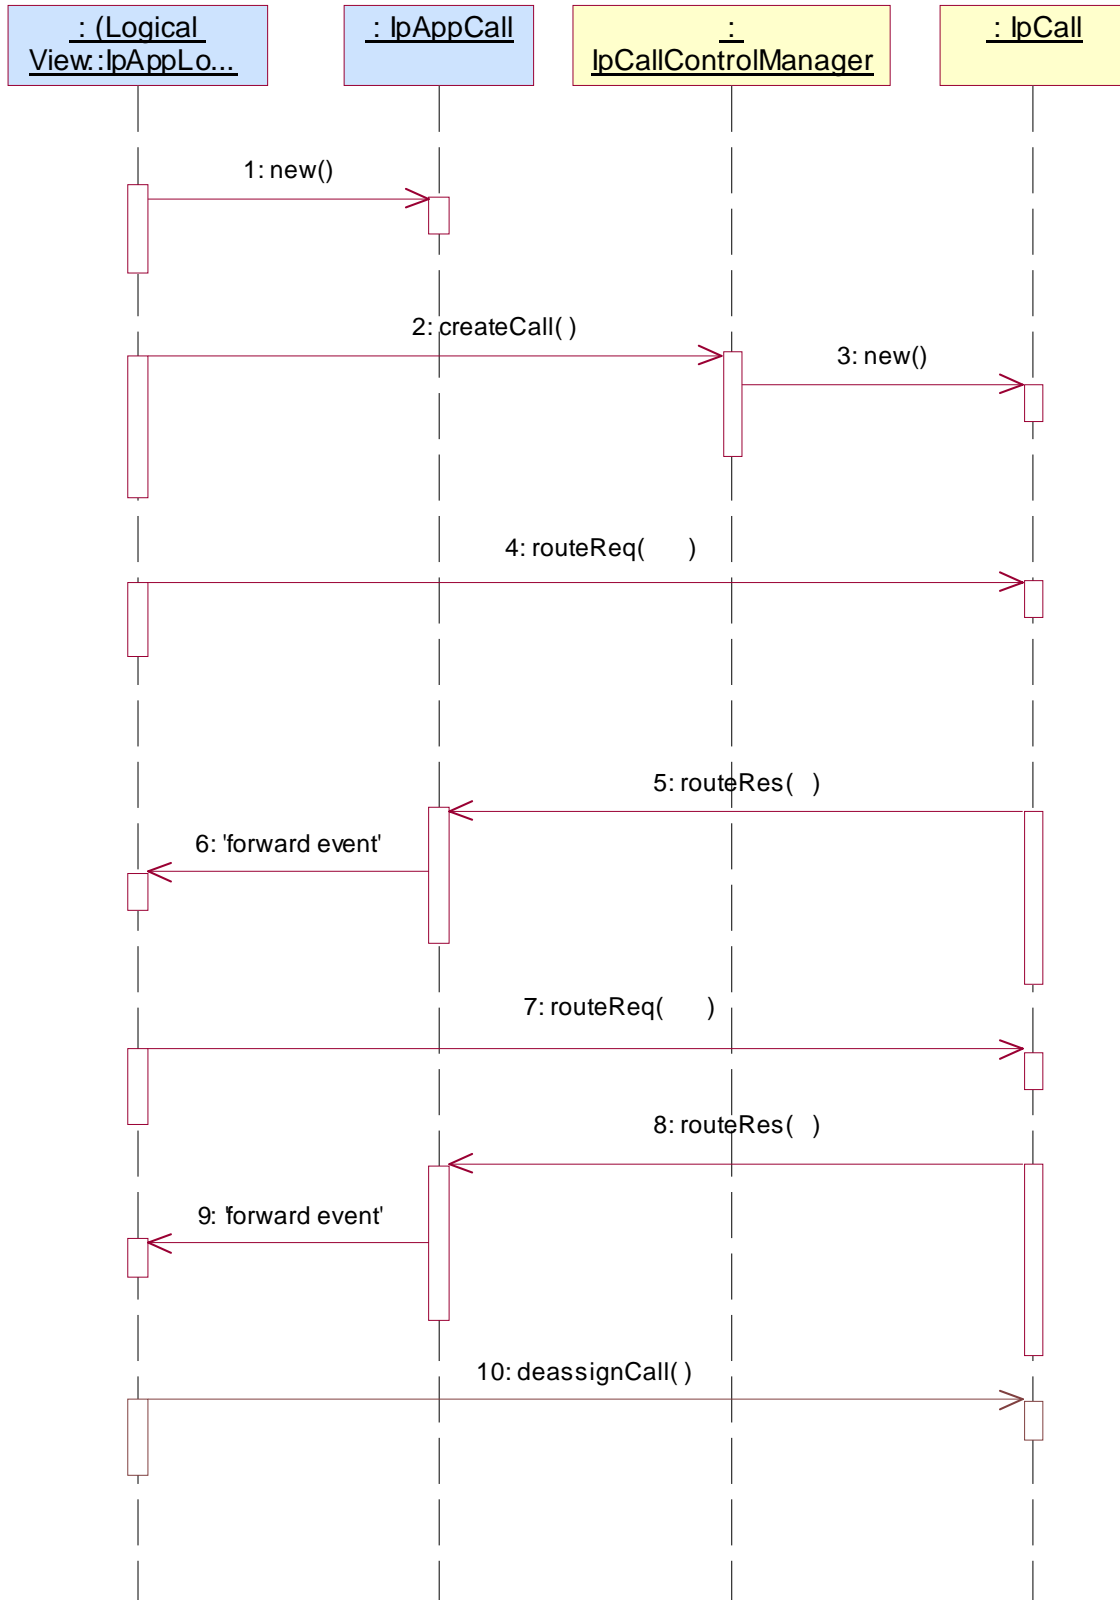 : (Logical
View::IpAppLo...
: IpAppCall
:
IpCallControlManager
: IpCall
1: new()
2: createCall( )
3: new()
4: routeReq( )
5: routeRes( )
6: 'forward event'
7: routeReq( )
8: routeRes( )
9: 'forward event'
10: deassignCall( )